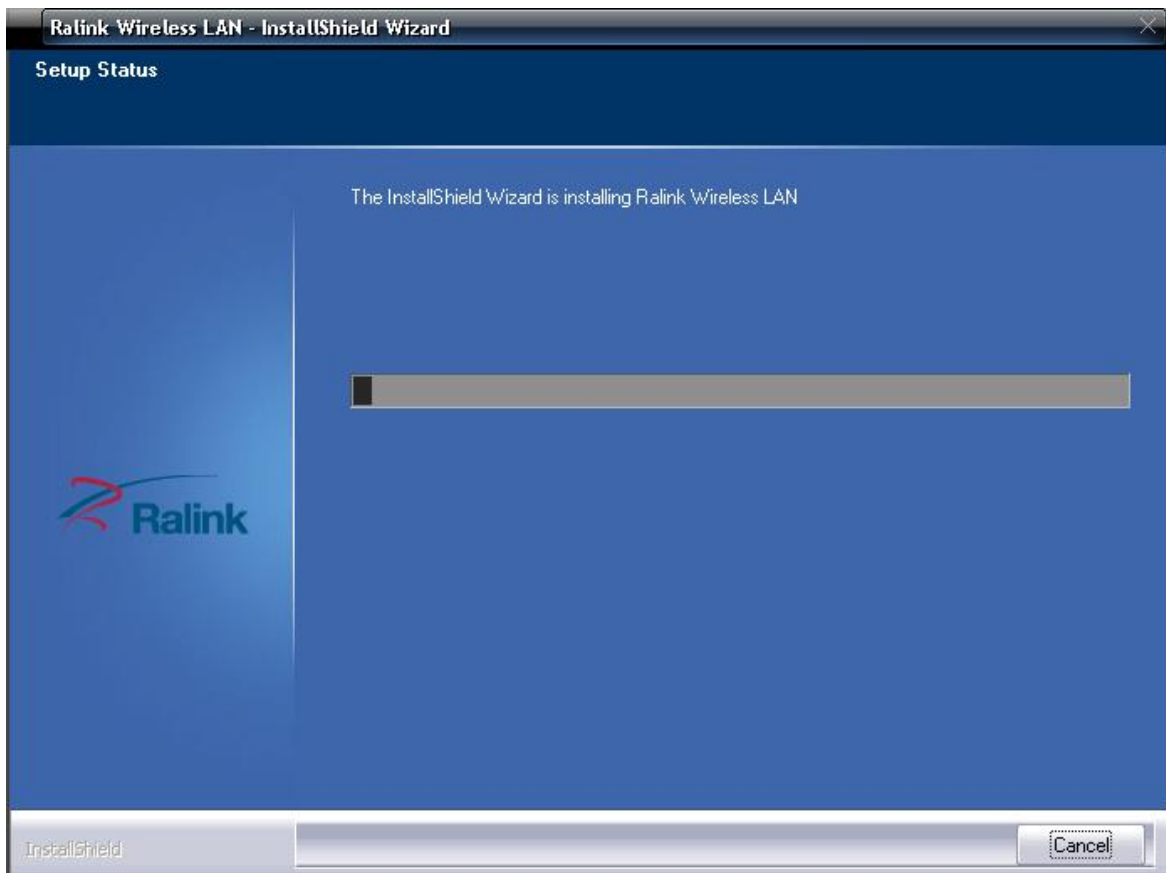 Ralink Wireless LAN - InstallShield Wizard
Setup Status
The InstallShield Wizard is installing Ralink Wireless LAN
Ralink
InstallShield
Cancel